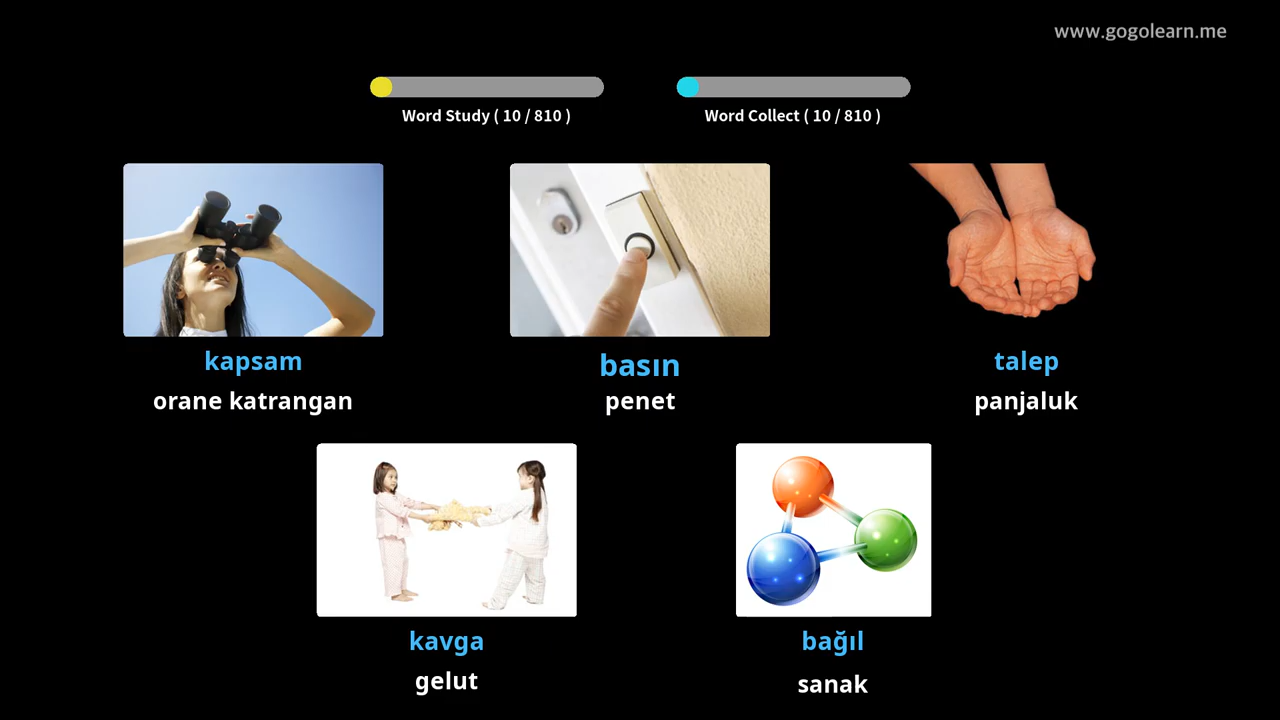 www.gogolearn.me
Word Study ( 10 / 810 )
Word Collect ( 10 / 810 )
kapsam
orane katrangan
basın
penet
talep
panjaluk
kavga
gelut
bağıl
sanak